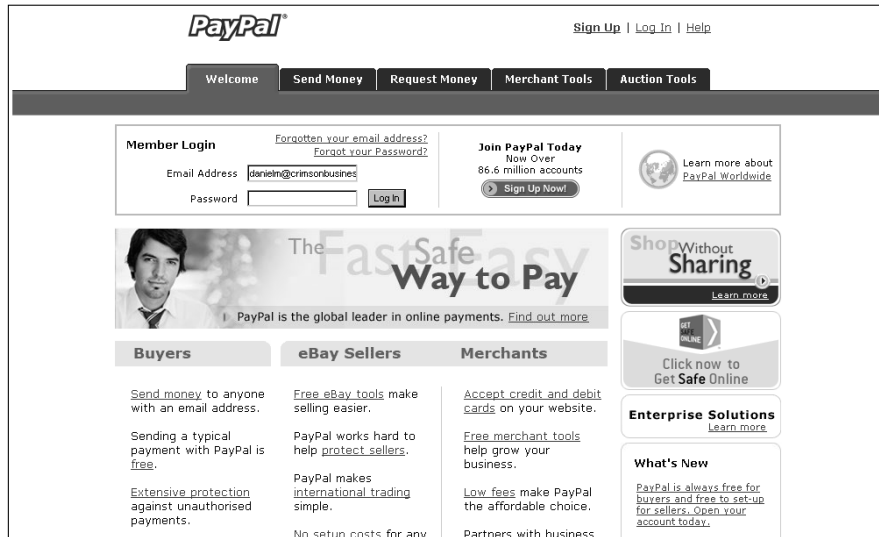 PayPal®
Sign Up | Log In | Help
Welcome
Send Money
Request Money
Merchant Tools
Auction Tools
Member Login
Forgotten your email address?
Forgot your Password?
Email Address
danielm@crimsonbusines
Password
Log In
Join PayPal Today
Now Over
86.6 million accounts
Sign Up Now!
Learn more about
PayPal Worldwide
The Fast Safe Easy
Way to Pay
PayPal is the global leader in online payments. Find out more
Shop Without
Sharing
Learn more
GET
SAFE
ONLINE
Click now to
Get Safe Online
Enterprise Solutions
Learn more
What's New
PayPal is always free for
buyers and free to set-up
for sellers. Open your
account today.
Buyers
Send money to anyone
with an email address.
Sending a typical
payment with PayPal is
free.
Extensive protection
against unauthorised
payments.
eBay Sellers
Free eBay tools make
selling easier.
PayPal works hard to
help protect sellers.
PayPal makes
international trading
simple.
No setup costs for any
Merchants
Accept credit and debit
cards on your website.
Free merchant tools
help grow your
business.
Low fees make PayPal
the affordable choice.
Partners with business